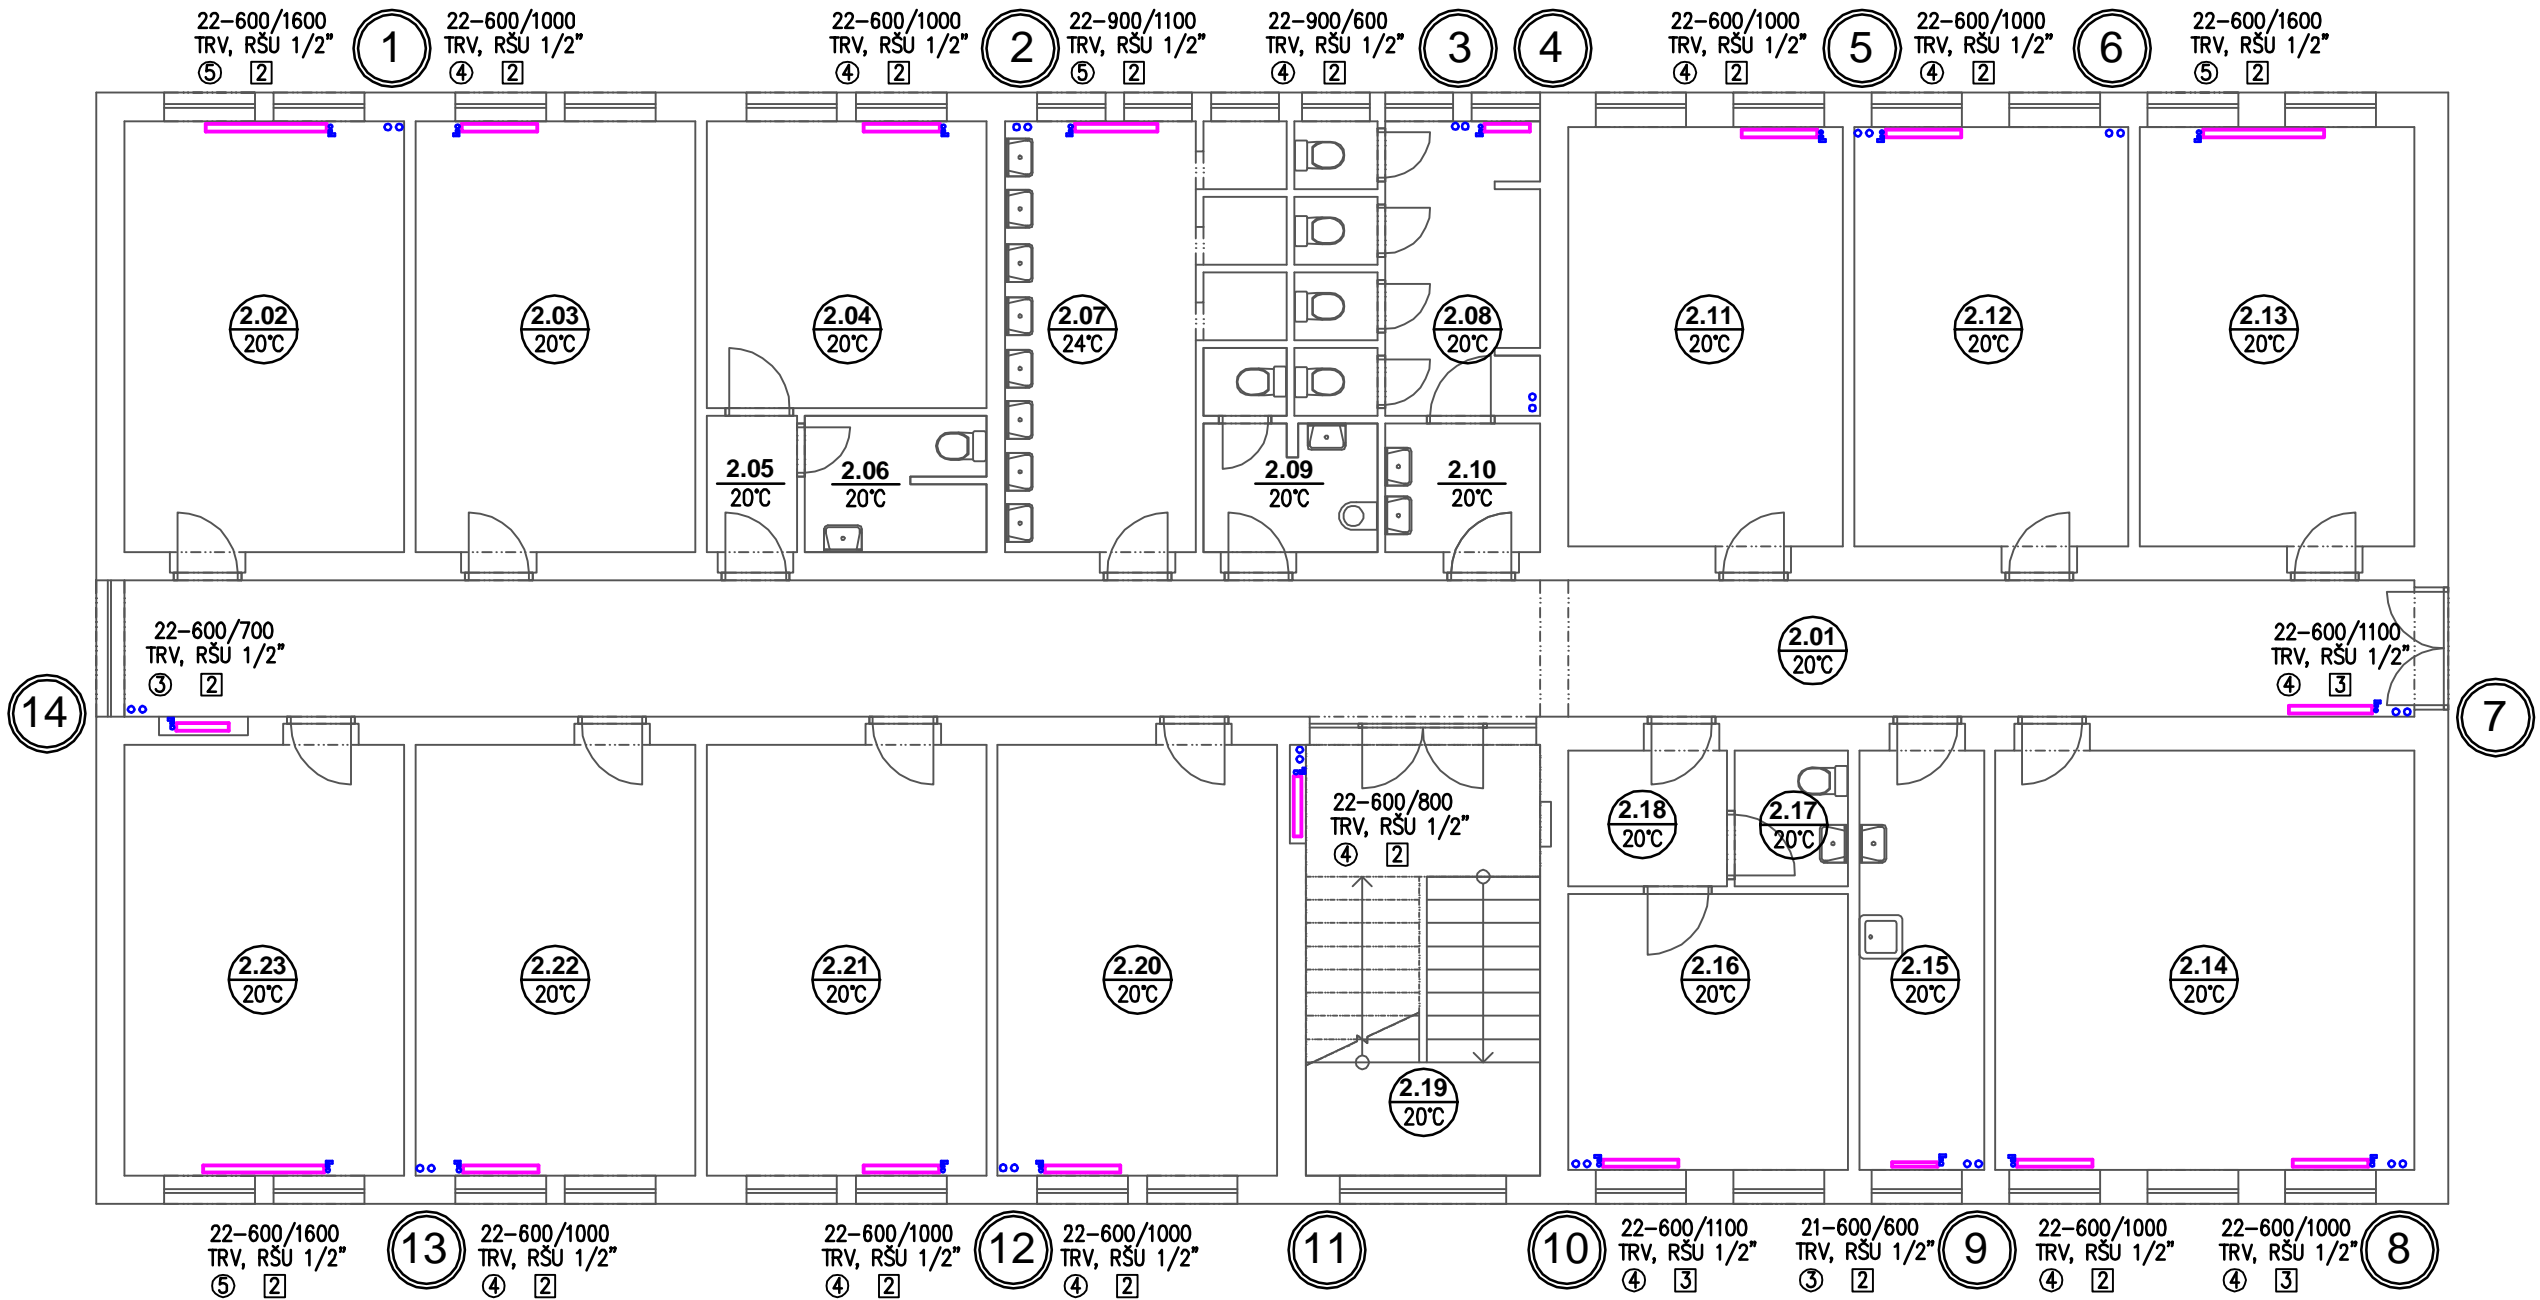 22-600/1600
TRV, RŠU 1/2"
5 2
1
22-600/1000
TRV, RŠU 1/2"
4 2
22-600/1000
TRV, RŠU 1/2"
4 2
2
22-900/1100
TRV, RŠU 1/2"
5 2
22-900/600
TRV, RŠU 1/2"
4 2
3
4
22-600/1000
TRV, RŠU 1/2"
4 2
5
22-600/1000
TRV, RŠU 1/2"
4 2
6
22-600/1600
TRV, RŠU 1/2"
5 2
2.02
20°C
2.03
20°C
2.04
20°C
2.07
24°C
2.08
20°C
2.11
20°C
2.12
20°C
2.13
20°C
2.05
20°C
2.06
20°C
2.09
20°C
2.10
20°C
22-600/700
TRV, RŠU 1/2"
3 2
2.01
20°C
22-600/1100
TRV, RŠU 1/2"
4 3
14
7
22-600/800
TRV, RŠU 1/2"
4 2
2.18
20°C
2.17
20°C
2.23
20°C
2.22
20°C
2.21
20°C
2.20
20°C
2.16
20°C
2.15
20°C
2.14
20°C
2.19
20°C
22-600/1600
TRV, RŠU 1/2"
5 2
13
22-600/1000
TRV, RŠU 1/2"
4 2
22-600/1000
TRV, RŠU 1/2"
4 2
12
22-600/1000
TRV, RŠU 1/2"
4 2
11
10
22-600/1100
TRV, RŠU 1/2"
4 3
21-600/600
TRV, RŠU 1/2"
3 2
9
22-600/1000
TRV, RŠU 1/2"
4 2
22-600/1000
TRV, RŠU 1/2"
4 3
8